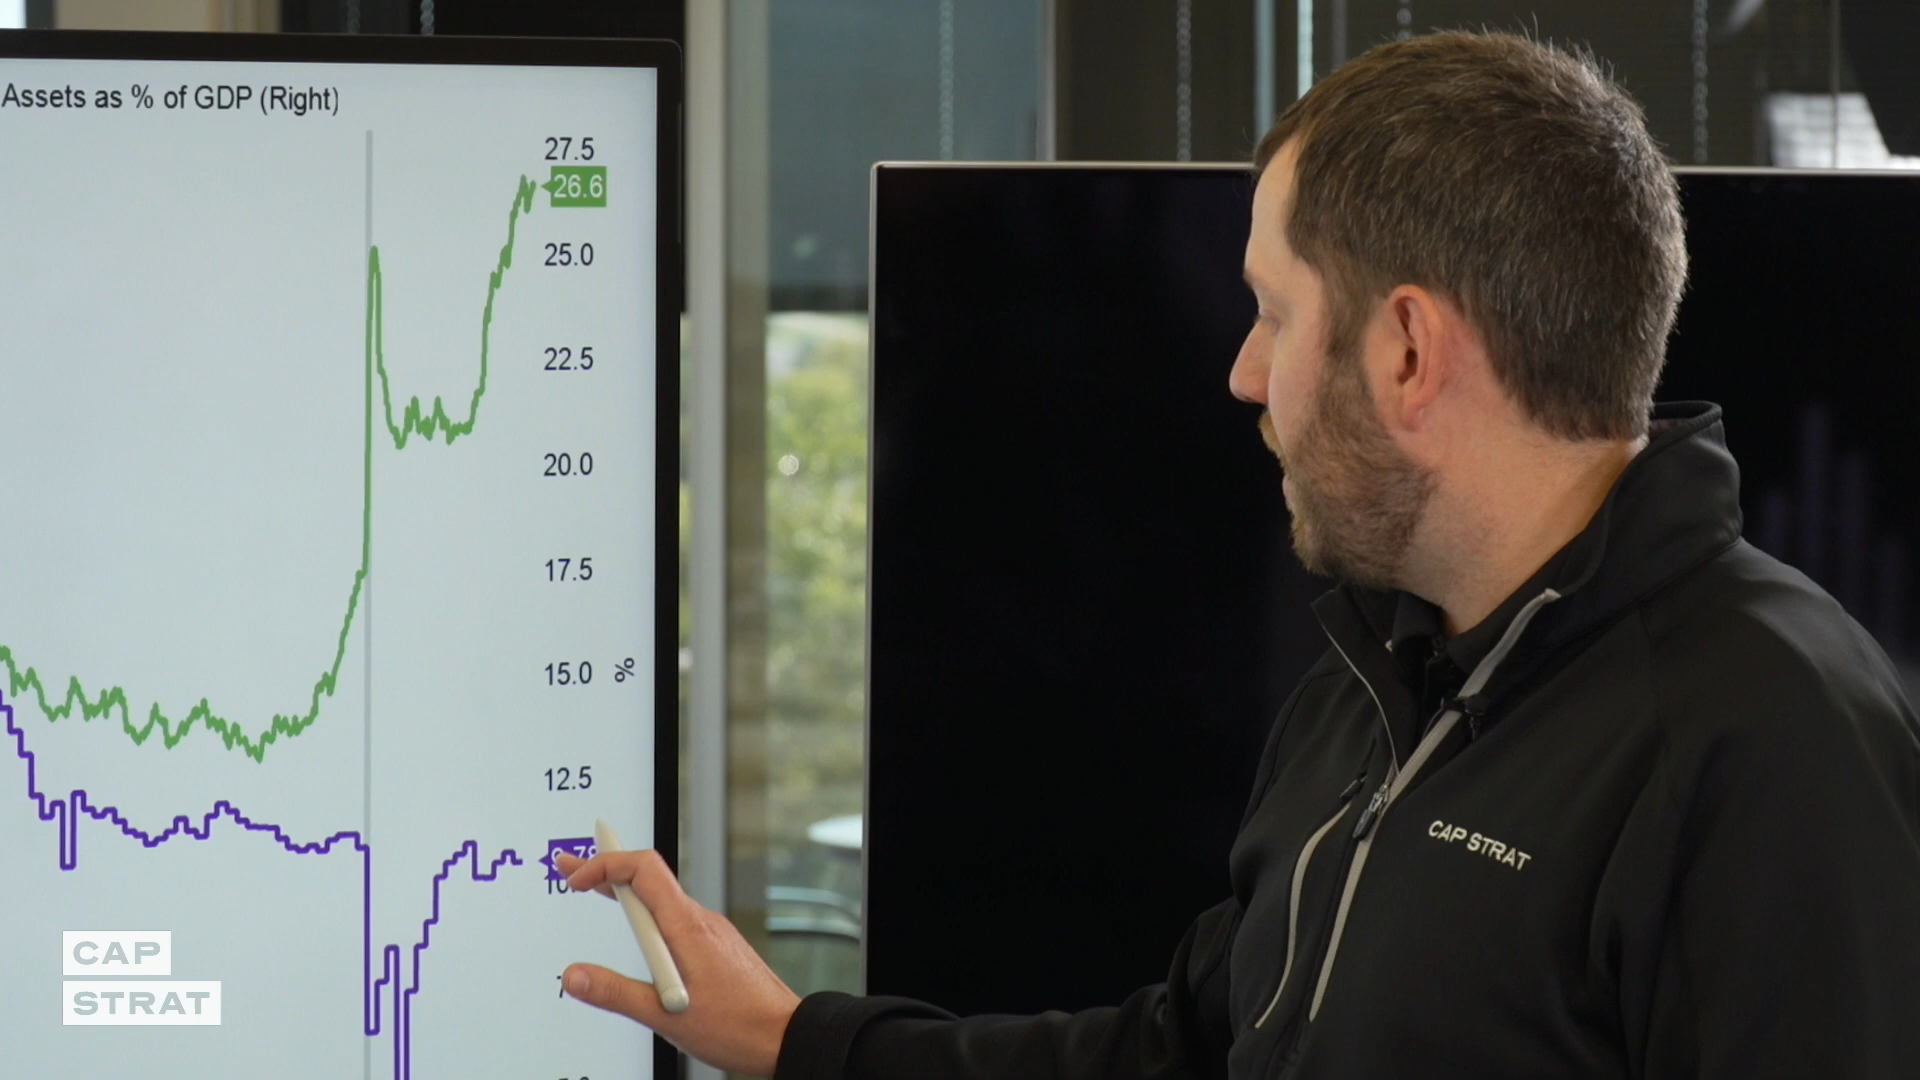 Assets as % of GDP (Right)
27.5
26.6
25.0
22.5
20.0
17.5
15.0 %
12.5
CAP STRAT
CAP
STRAT